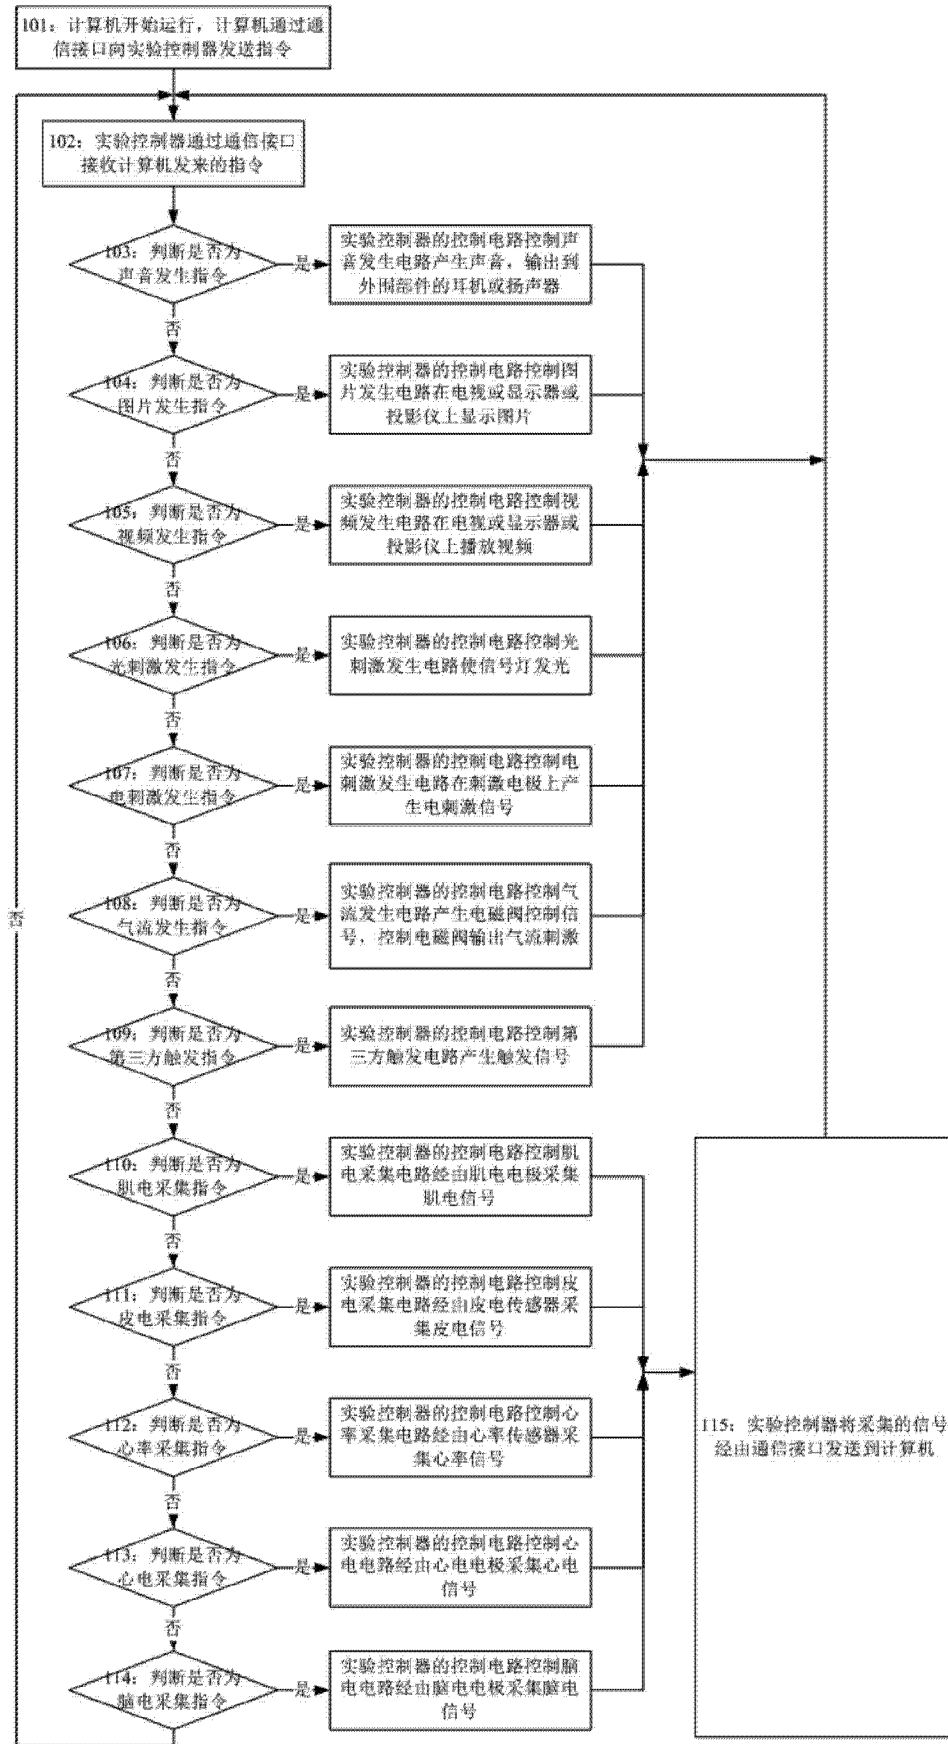 101：计算机开始运行，计算机通过通
信接口向实验控制器发送指令
102：实验控制器通过通信接口
接收计算机发来的指令
103：判断是否为
声音发生指令
是
实验控制器的控制电路控制声
音发生电路产生声音，输出到
外围部件的耳机或扬声器
否
104：判断是否为
图片发生指令
是
实验控制器的控制电路控制图
片发生电路在电视或显示器或
投影仪上显示图片
否
105：判断是否为
视频发生指令
是
实验控制器的控制电路控制视
频发生电路在电视或显示器或
投影仪上播放视频
否
106：判断是否为
光刺激发生指令
是
实验控制器的控制电路控制光
刺激发生电路使信号灯发光
否
107：判断是否为
电刺激发生指令
是
实验控制器的控制电路控制电
刺激发生电路在刺激电极上产
生电刺激信号
否
108：判断是否为
气流发生指令
是
实验控制器的控制电路控制气
流发生电路产生电磁阀控制信
号，控制电磁阀输出气流刺激
否
否
109：判断是否为
第三方触发指令
是
实验控制器的控制电路控制第
三方触发电路产生触发信号
否
110：判断是否为
肌电采集指令
是
实验控制器的控制电路控制肌
电采集电路经由肌电电极采集
肌电信号
否
111：判断是否为
皮电采集指令
是
实验控制器的控制电路控制皮
电采集电路经由皮电传感器采
集皮电信号
否
112：判断是否为
心率采集指令
是
实验控制器的控制电路控制心
率采集电路经由心率传感器采
集心率信号
115：实验控制器将采集的信号
经由通信接口发送到计算机
否
113：判断是否为
心电采集指令
是
实验控制器的控制电路控制心
电电路经由心电电极采集心电
信号
否
114：判断是否为
脑电采集指令
是
实验控制器的控制电路控制脑
电电路经由脑电电极采集脑电
信号